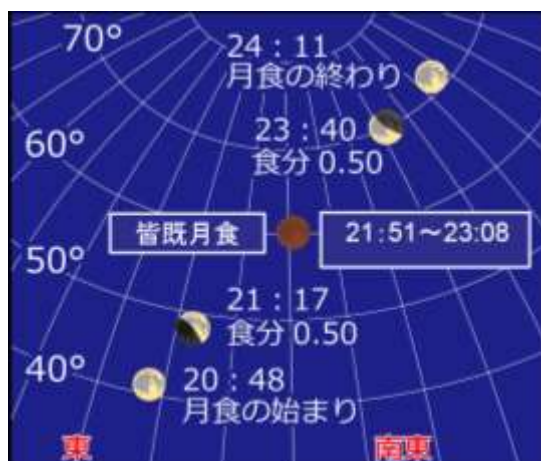 70°
24：11
月食の終わり
23：40
食分 0.50
60°
皆既月食
21:51～23:08
50°
21：17
食分 0.50
40°
20：48
月食の始まり
東
南東